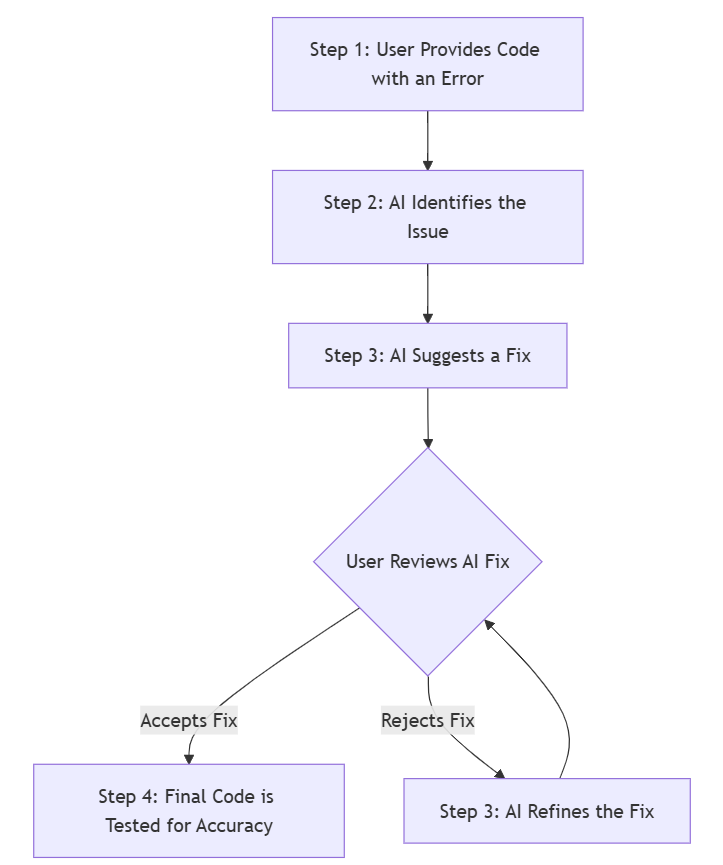 Step 1: User Provides Code
with an Error
Step 2: AI Identifies the
Issue
Step 3: AI Suggests a Fix
User Reviews AI Fix
Accepts Fix
Rejects Fix
Step 4: Final Code is
Tested for Accuracy
Step 3: AI Refines the Fix